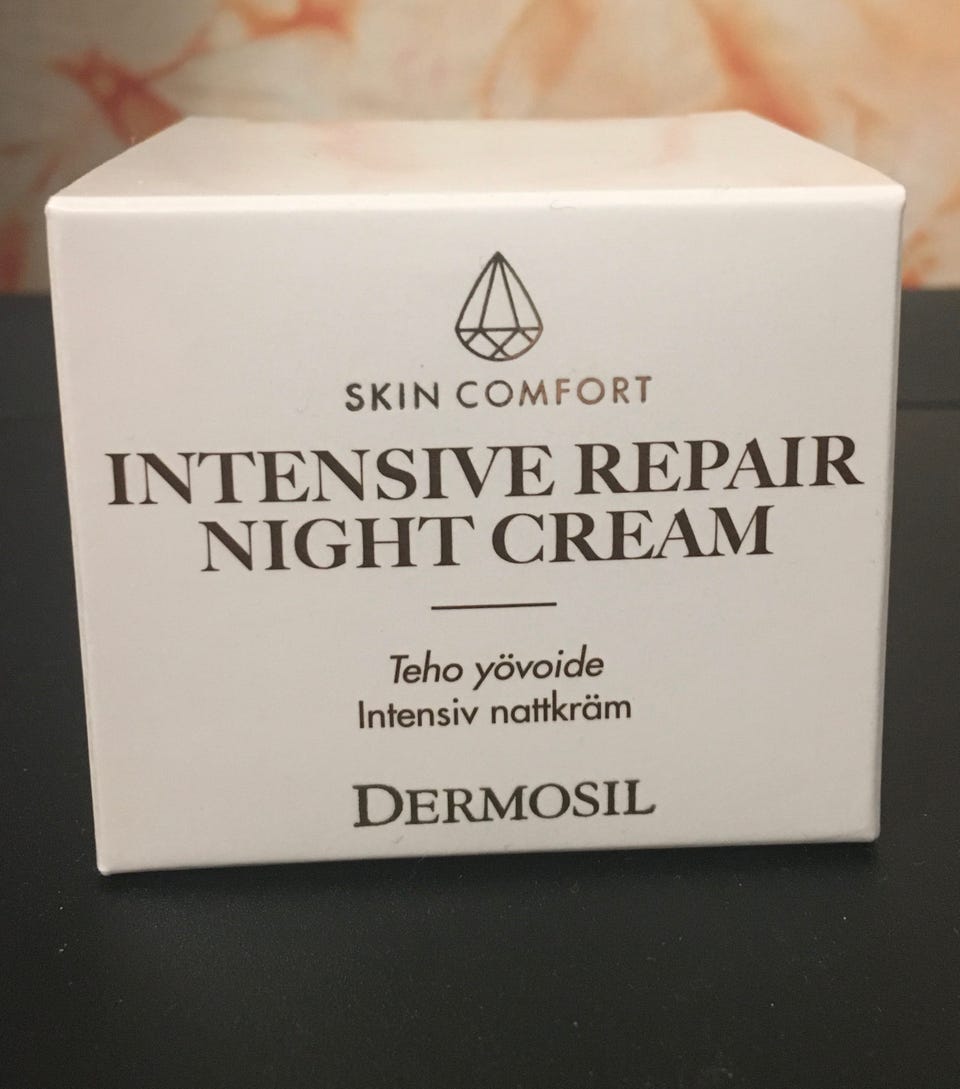 SKIN COMFORT
INTENSIVE REPAIR
NIGHT CREAM
Teho yövoide
Intensiv nattkräm
DERMOSIL